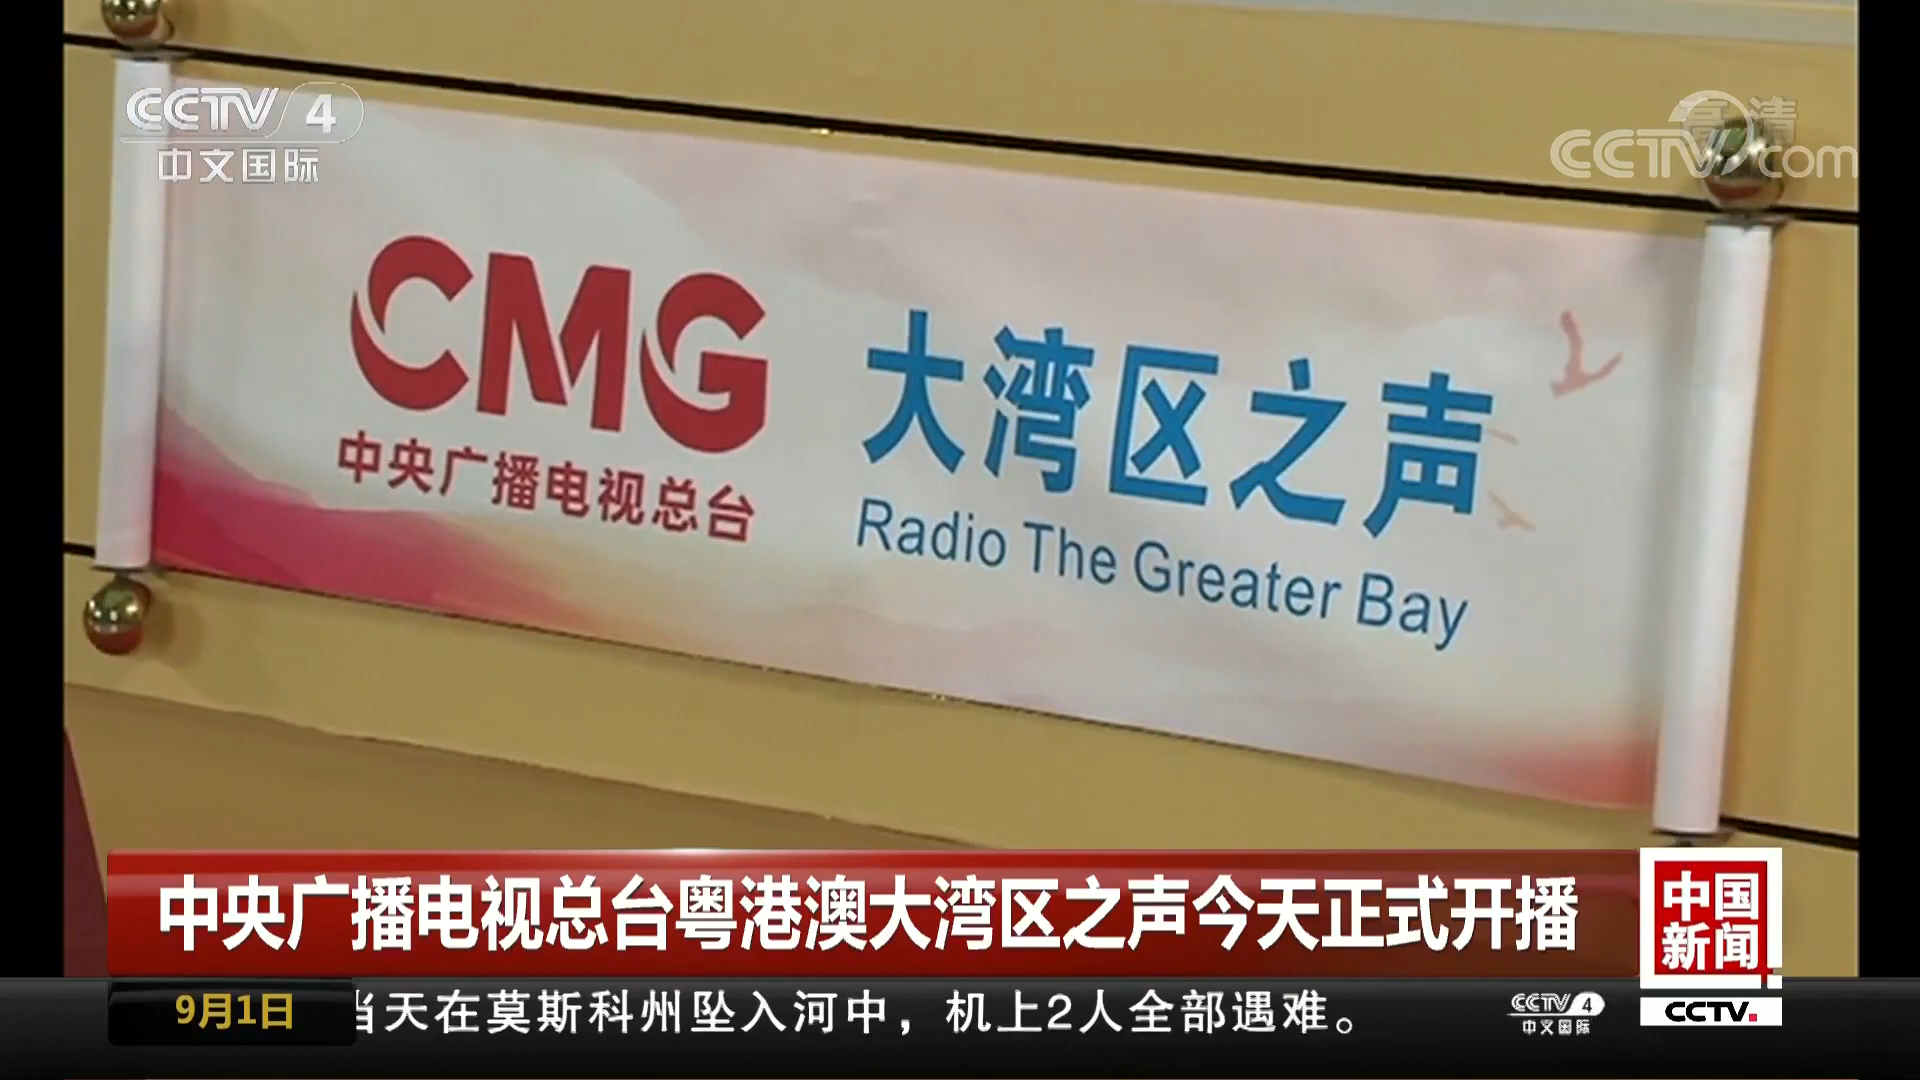 CCTV 4
中文国际
高清
CCTV.com
CMG
中央广播电视总台
大湾区之声
Radio The Greater Bay
中央广播电视总台粤港澳大湾区之声今天正式开播
中国
新闻
9月1日
当天在莫斯科州坠入河中，机上2人全部遇难。
CCTV 4
中文国际
CCTV.